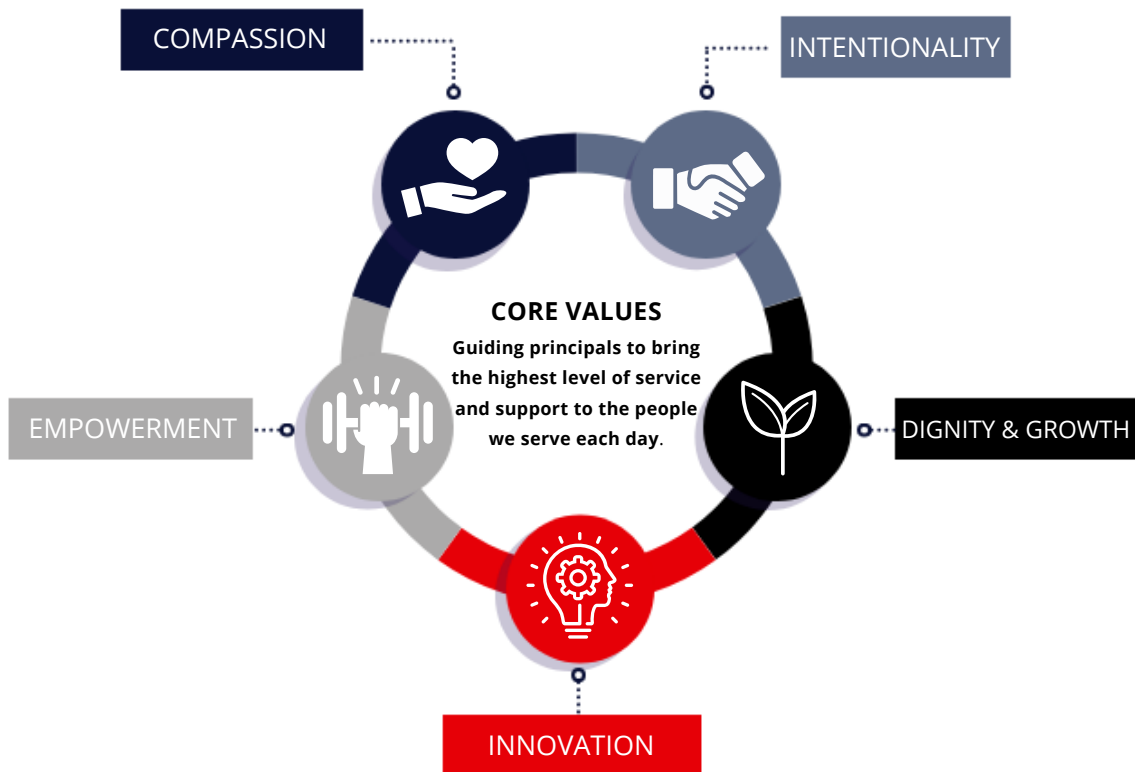 COMPASSION
INTENTIONALITY
CORE VALUES
Guiding principals to bring
the highest level of service
and support to the people
we serve each day.
EMPOWERMENT
DIGNITY & GROWTH
INNOVATION